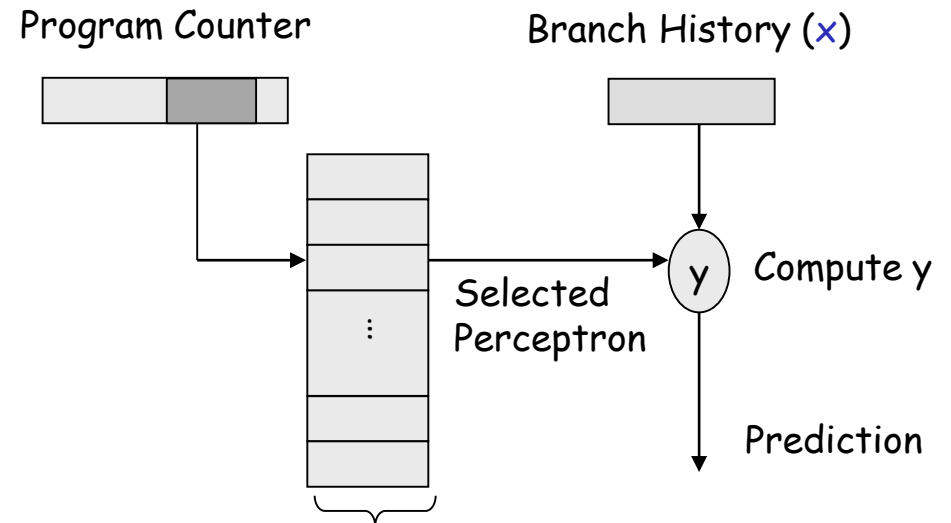 Program Counter
Branch History (x)
Selected
Perceptron
⋮
y
Compute y
Prediction